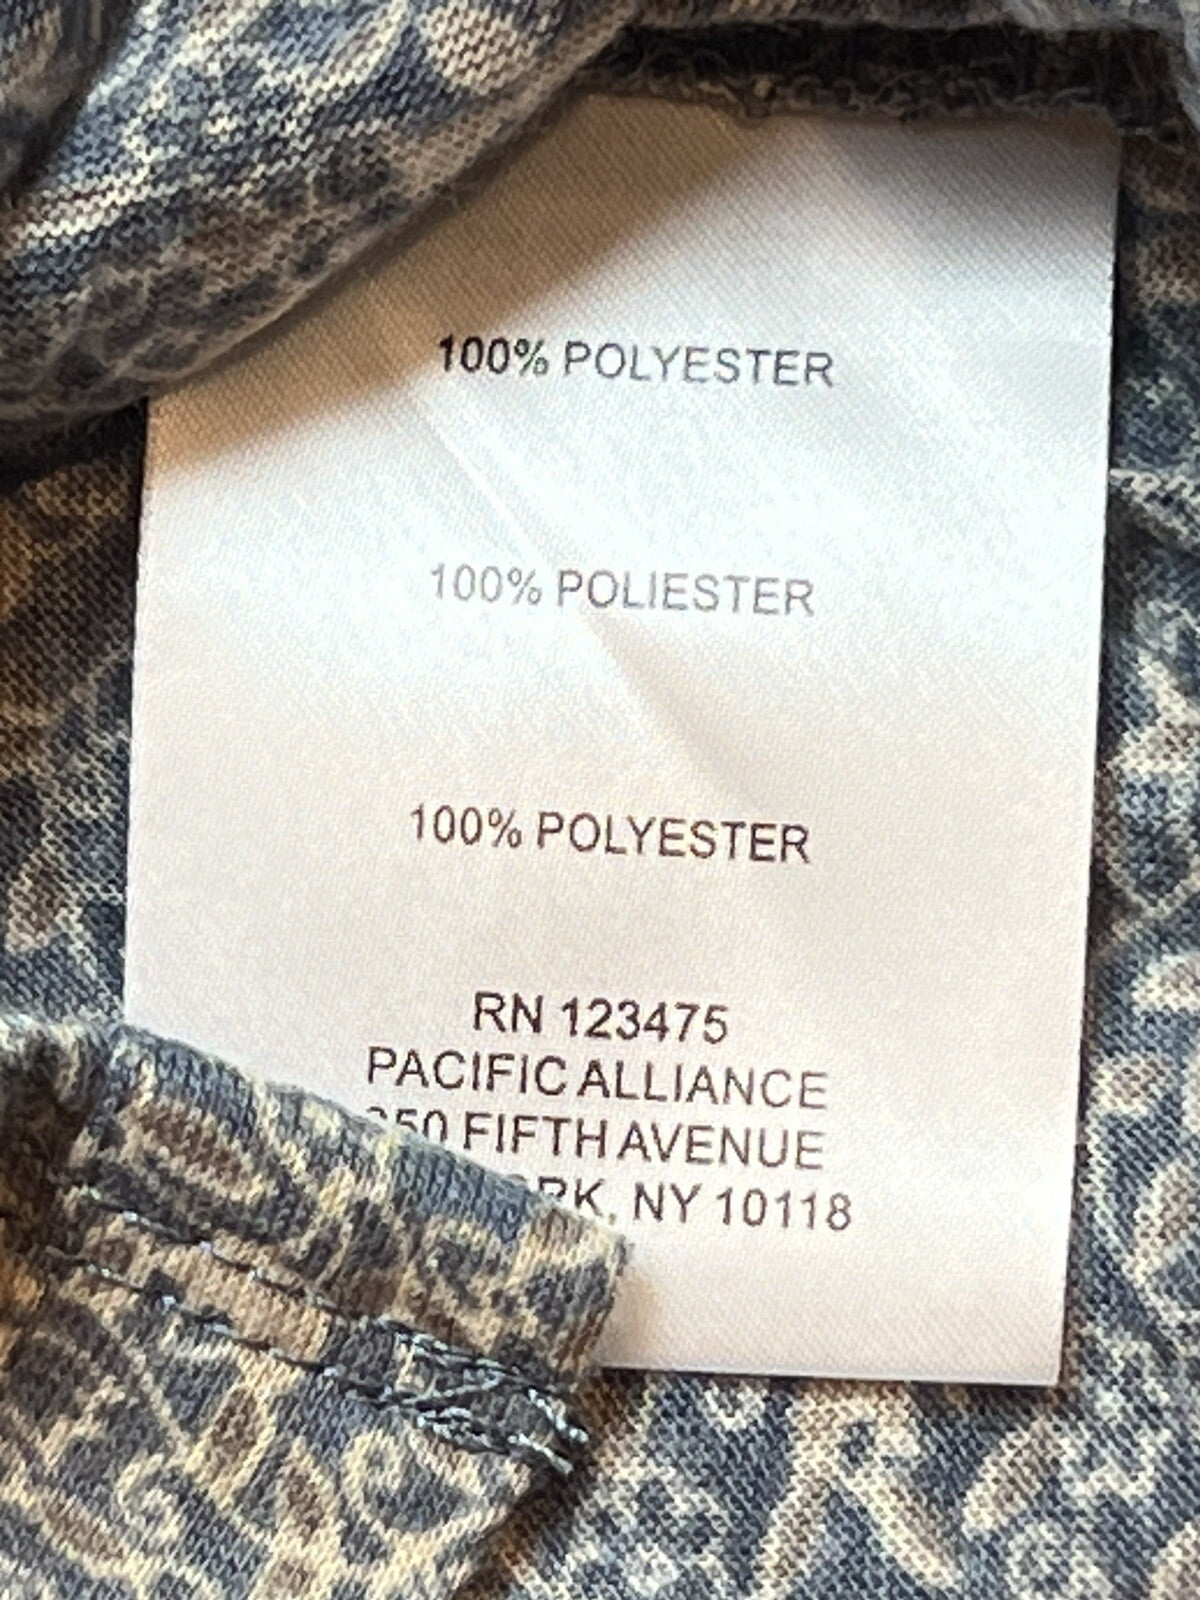 100% POLYESTER
100% POLIESTER
100% POLYESTER
RN 123475
PACIFIC ALLIANCE
FIFTH AVENUE
NY 10118